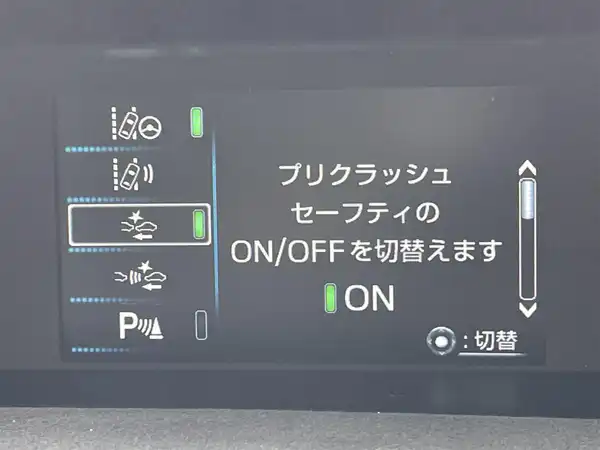 プリクラッシュ
セーフティの
ON/OFFを切替えます
ON
P
:切替